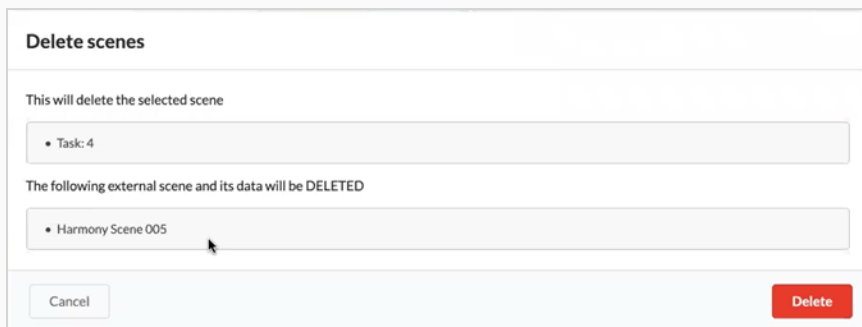 Delete scenes
This will delete the selected scene
• Task: 4
The following external scene and its data will be DELETED
• Harmony Scene 005
Cancel
Delete